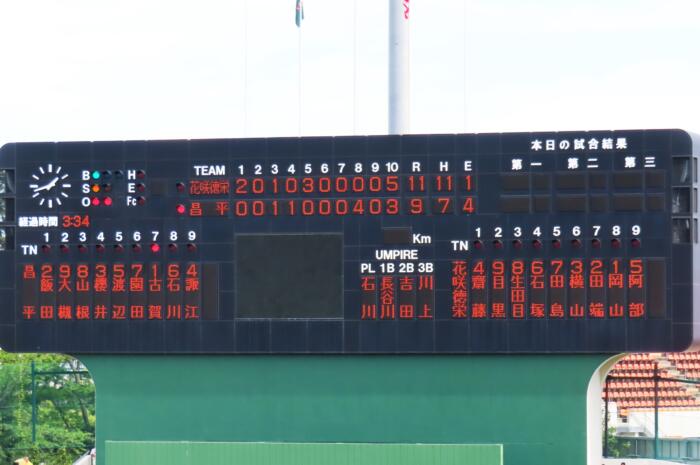 本日の試合結果
第一 第二 第三
B H
S E
O Fc
TEAM 1 2 3 4 5 6 7 8 9 10 R H E
花咲徳栄 2 0 1 0 3 0 0 0 0 5 11 11 1
昌平 0 0 1 1 0 0 0 4 0 3 9 7 4
経過時間 3:34
Km
TN 1 2 3 4 5 6 7 8 9
昌平
2 飯田
9 大槻
8 山根
3 櫻井
5 渡辺
7 園田
1 古賀
6 石川
4 諏江
UMPIRE
PL 1B 2B 3B
石川 長谷川 吉田 川上
TN 1 2 3 4 5 6 7 8 9
花咲徳栄
4 齋藤
9 目黒
8 生田目
6 石塚
7 田島
3 横山
2 田端
1 岡山
5 阿部